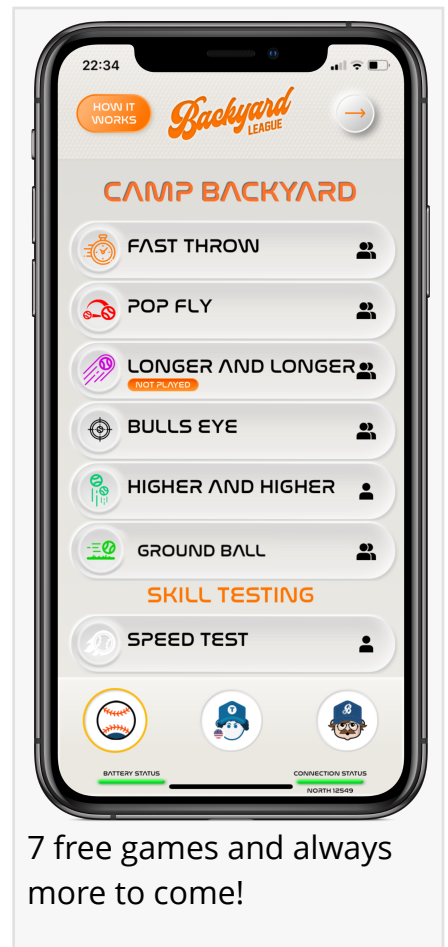 22:34
HOW IT
WORKS
Backyard
LEAGUE
CAMP BACKYARD
FAST THROW
POP FLY
LONGER AND LONGER
NOT PLAYED
BULLS EYE
HIGHER AND HIGHER
GROUND BALL
SKILL TESTING
SPEED TEST
T
B
BATTERY STATUS
CONNECTION STATUS
NORTH 12549
7 free games and always
more to come!